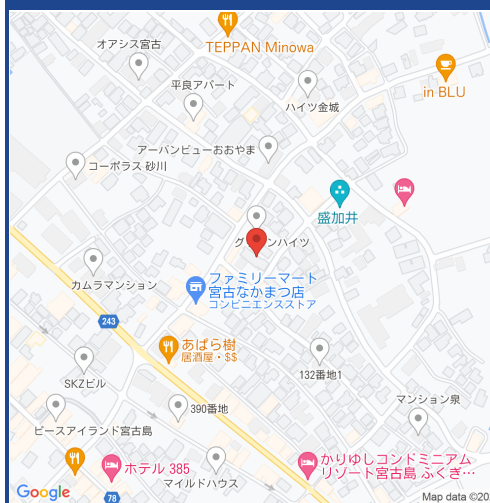 TEPPAN Minowa
オアシス宮古
in BLU
平良アパート
ハイツ金城
アーバンビューおおやま
コーポラス 砂川
盛加井
カムラマンション
ファミリーマート
宮古なかまつ店
コンビニエンスストア
243
あぱら樹
居酒屋・$$
132番地1
SKZビル
390番地
マンション泉
ピースアイランド宮古島
かりゆしコンドミニアム
リゾート宮古島 ふくぎ…
ホテル 385
マイルドハウス
Google
78
Map data ©20